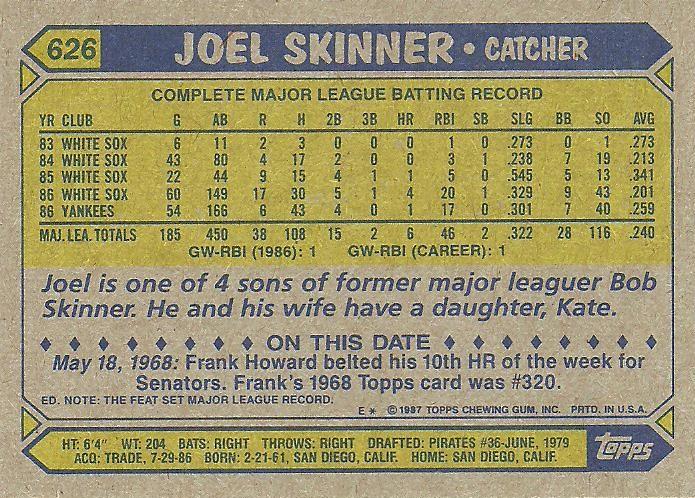 626 JOEL SKINNER • CATCHER
COMPLETE MAJOR LEAGUE BATTING RECORD
YR CLUB G AB R H 2B 3B HR RBI SB SLG BB SO AVG
83 WHITE SOX 6 11 2 3 0 0 0 1 0 .273 0 1 .273
84 WHITE SOX 43 80 4 17 2 0 0 3 1 .238 7 19 .213
85 WHITE SOX 22 44 9 15 4 1 1 5 0 .545 5 13 .341
86 WHITE SOX 60 149 17 30 5 1 4 20 1 .329 9 43 .201
86 YANKEES 54 166 6 43 4 0 1 17 0 .301 7 40 .259
MAJ. LEA. TOTALS 185 450 38 108 15 2 6 46 2 .322 28 116 .240
GW-RBI (1986): 1 GW-RBI (CAREER): 1
Joel is one of 4 sons of former major leaguer Bob
Skinner. He and his wife have a daughter, Kate.
♦ ♦ ♦ ♦ ♦ ♦ ♦ ♦ ON THIS DATE ♦ ♦ ♦ ♦ ♦ ♦ ♦ ♦
May 18, 1968: Frank Howard belted his 10th HR of the week for
Senators. Frank's 1968 Topps card was #320.
ED. NOTE: THE FEAT SET MAJOR LEAGUE RECORD.
E * ©1987 TOPPS CHEWING GUM, INC. PRTD. IN U.S.A.
HT: 6'4" WT: 204 BATS: RIGHT THROWS: RIGHT DRAFTED: PIRATES #36-JUNE, 1979
ACQ: TRADE, 7-29-86 BORN: 2-21-61, SAN DIEGO, CALIF. HOME: SAN DIEGO, CALIF.
topps